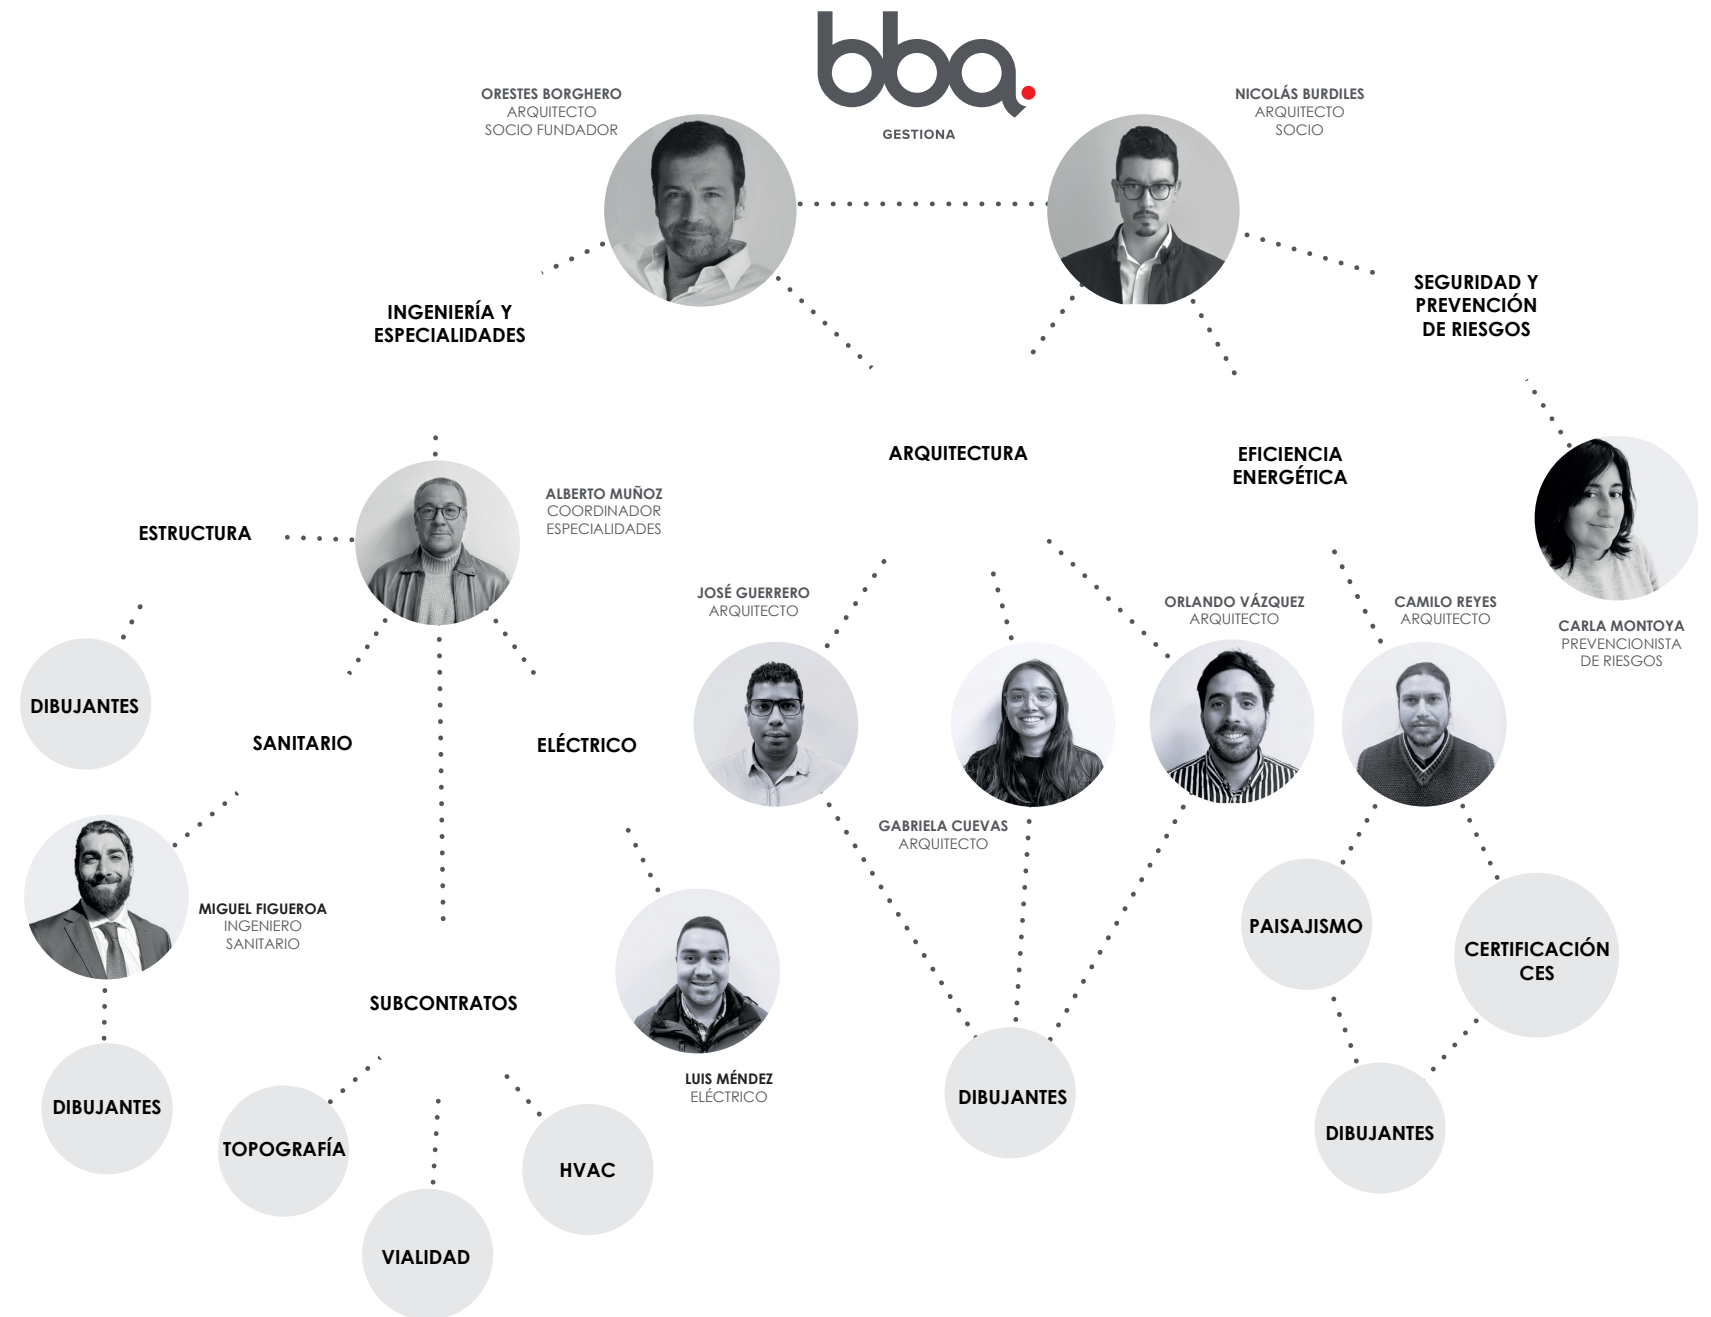 bbq.
GESTIONA
ORESTES BORGHERO
ARQUITECTO
SOCIO FUNDADOR
NICOLÁS BURDILES
ARQUITECTO
SOCIO
INGENIERÍA Y
ESPECIALIDADES
SEGURIDAD Y
PREVENCIÓN
DE RIESGOS
ARQUITECTURA
EFICIENCIA
ENERGÉTICA
ALBERTO MUÑOZ
COORDINADOR
ESPECIALIDADES
ESTRUCTURA
JOSÉ GUERRERO
ARQUITECTO
ORLANDO VÁZQUEZ
ARQUITECTO
CAMILO REYES
ARQUITECTO
CARLA MONTOYA
PREVENCIONISTA
DE RIESGOS
DIBUJANTES
SANITARIO
ELÉCTRICO
GABRIELA CUEVAS
ARQUITECTO
MIGUEL FIGUEROA
INGENIERO
SANITARIO
PAISAJISMO
CERTIFICACIÓN
CES
SUBCONTRATOS
LUIS MÉNDEZ
ELÉCTRICO
DIBUJANTES
TOPOGRAFÍA
HVAC
VIALIDAD
DIBUJANTES
DIBUJANTES